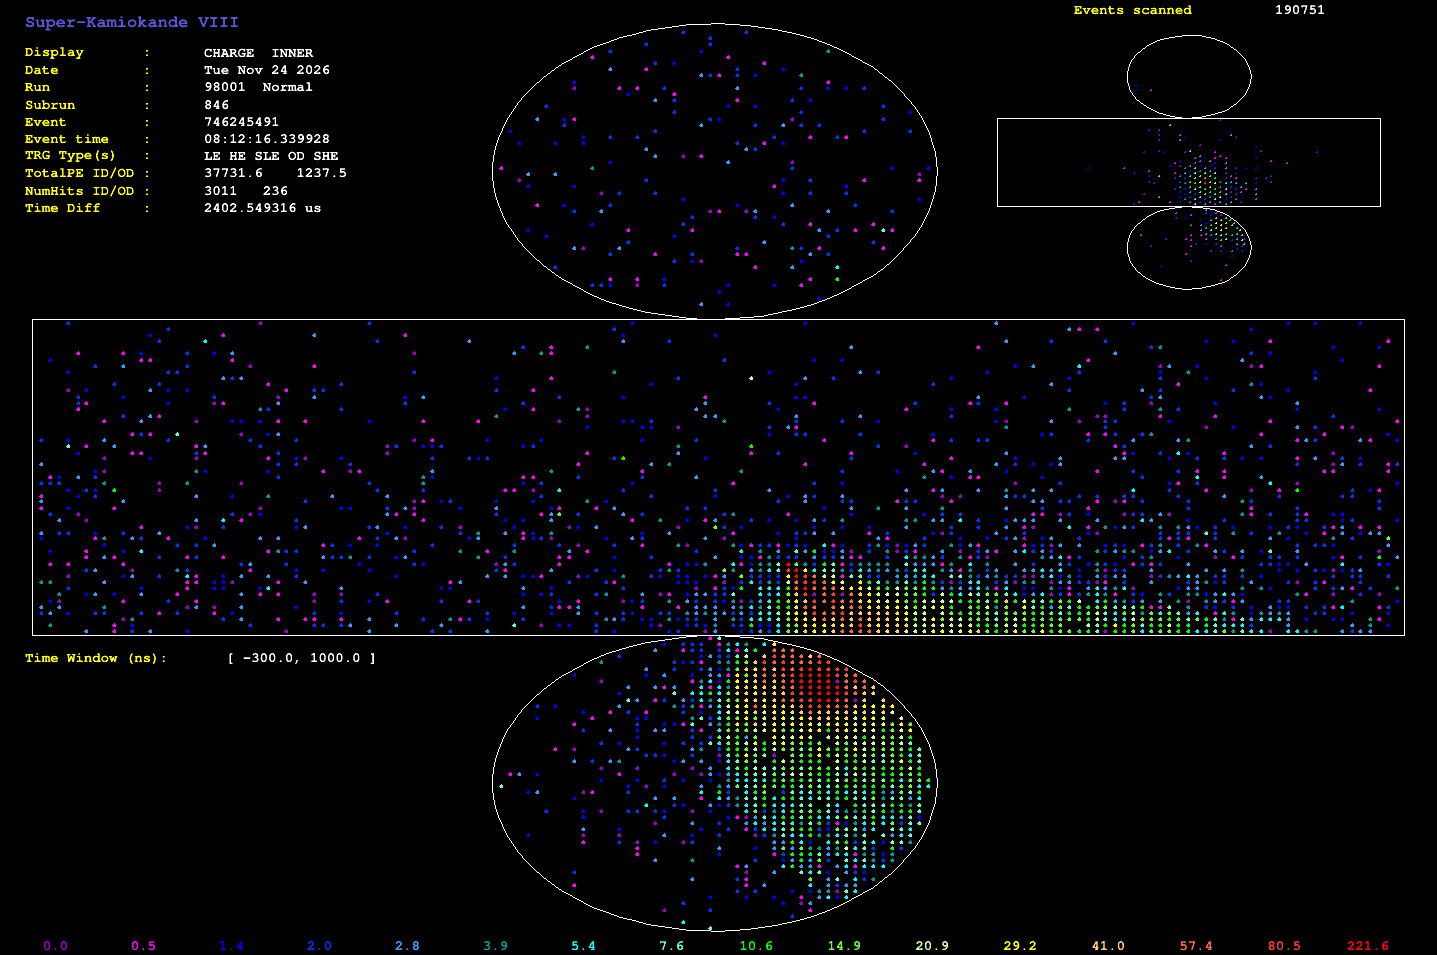 Super-Kamiokande VIII
Events scanned 190751
Display : CHARGE INNER
Date : Tue Nov 24 2026
Run : 98001 Normal
Subrun : 846
Event : 746245491
Event time : 08:12:16.339928
TRG Type(s) : LE HE SLE OD SHE
TotalPE ID/OD : 37731.6 1237.5
NumHits ID/OD : 3011 236
Time Diff : 2402.549316 us
Time Window (ns): [ -300.0, 1000.0 ]
0.0 0.5 1.4 2.0 2.8 3.9 5.4 7.6 10.6 14.9 20.9 29.2 41.0 57.4 80.5 221.6